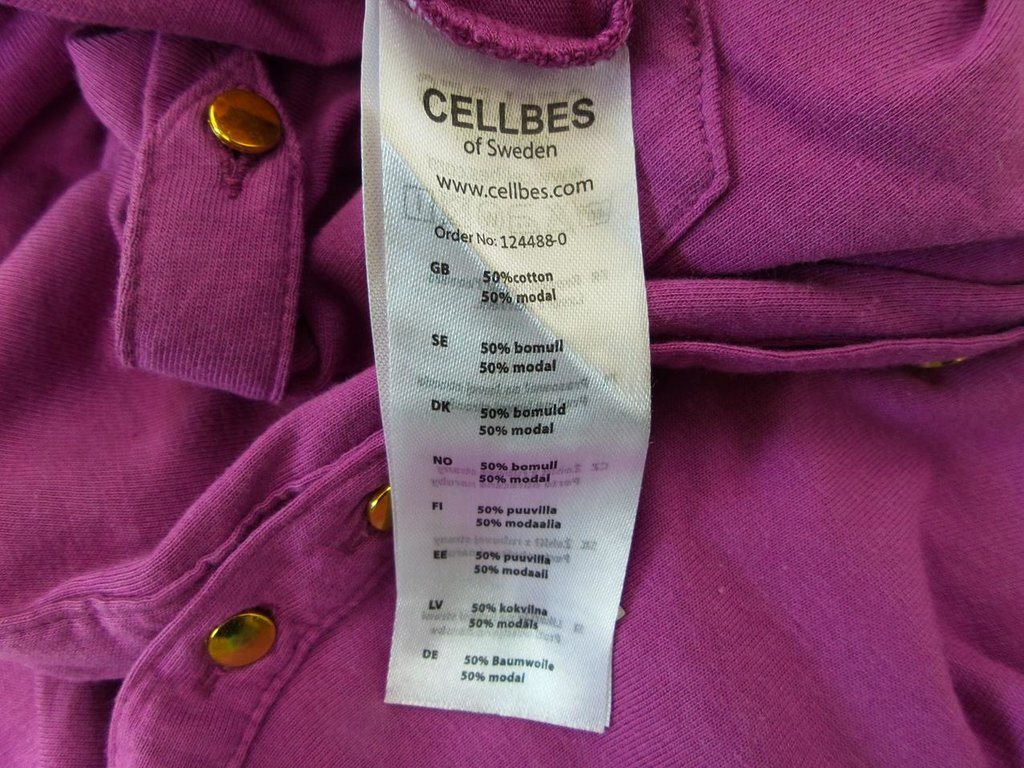 CELLBES
of Sweden
www.cellbes.com
Order No: 124488-0
GB 50%cotton
50% modal
SE 50% bomull
50% modal
DK 50% bomuld
50% modal
NO 50% bomull
50% modal
FI 50% puuvilla
50% modaalia
EE 50% puuvilla
50% modaali
LV 50% kokvilna
50% modāls
DE 50% Baumwolle
50% modal